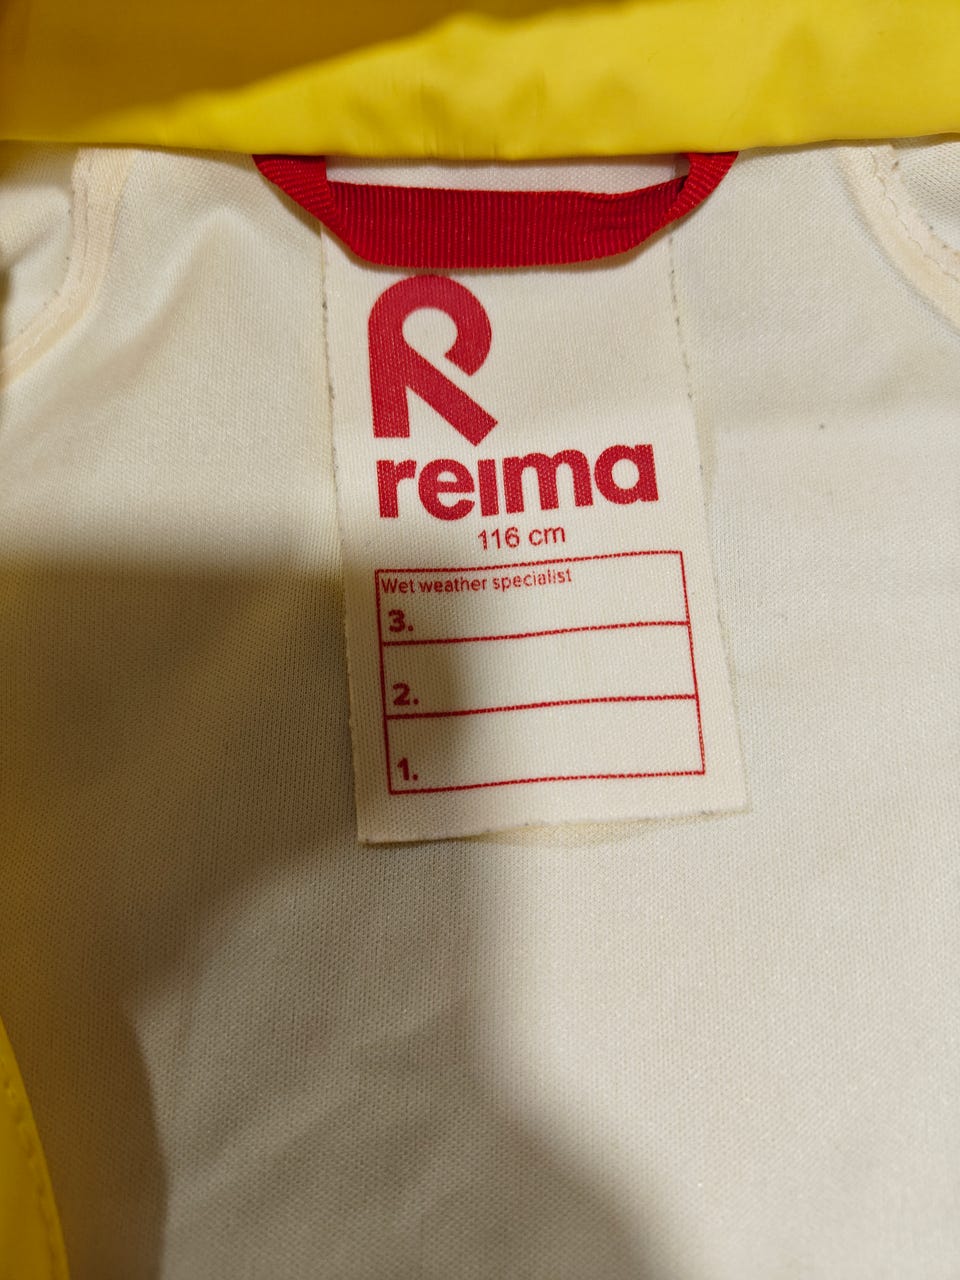 reima
116 cm
Wet weather specialist
3.
2.
1.